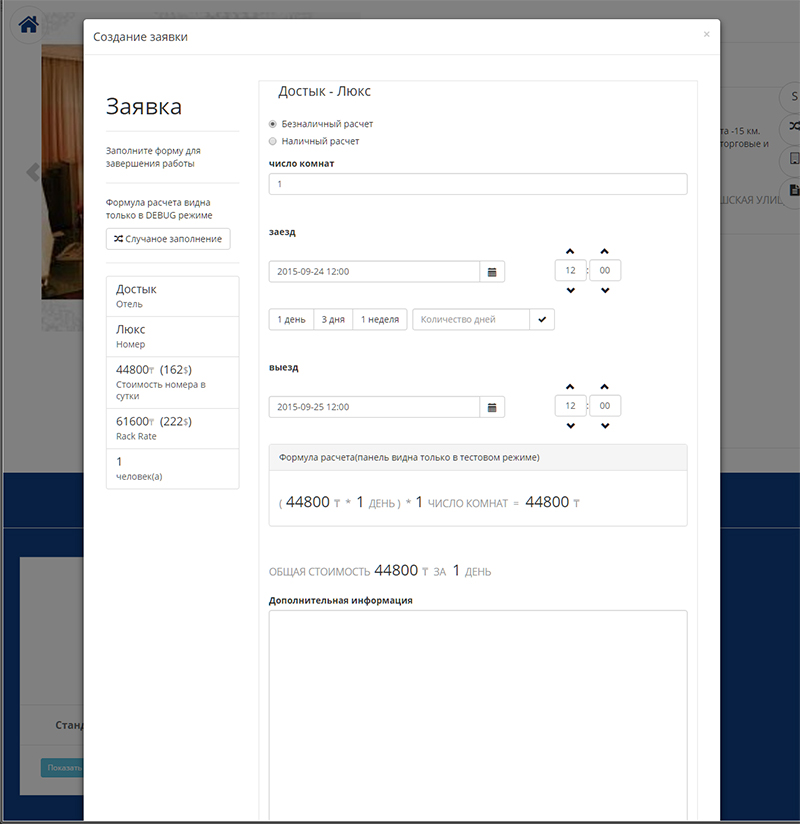 Создание заявки
×
Заявка
Заполните форму для
завершения работы
Формула расчета видна
только в DEBUG режиме
Случаное заполнение
Достык
Отель
Люкс
Номер
44800₸ (162$)
Стоимость номера в
сутки
61600₸ (222$)
Rack Rate
1
человек(а)
Достык - Люкс
Безналичный расчет
Наличный расчет
число комнат
1
заезд
2015-09-24 12:00
12 : 00
1 день 3 дня 1 неделя Количество дней
выезд
2015-09-25 12:00
12 : 00
Формула расчета(панель видна только в тестовом режиме)
( 44800 ₸ * 1 ДЕНЬ ) * 1 ЧИСЛО КОМНАТ = 44800 ₸
ОБЩАЯ СТОИМОСТЬ 44800 ₸ ЗА 1 ДЕНЬ
Дополнительная информация
S
та -15 км.
торговые и
ШСКАЯ УЛИЦ
Станд
Показать